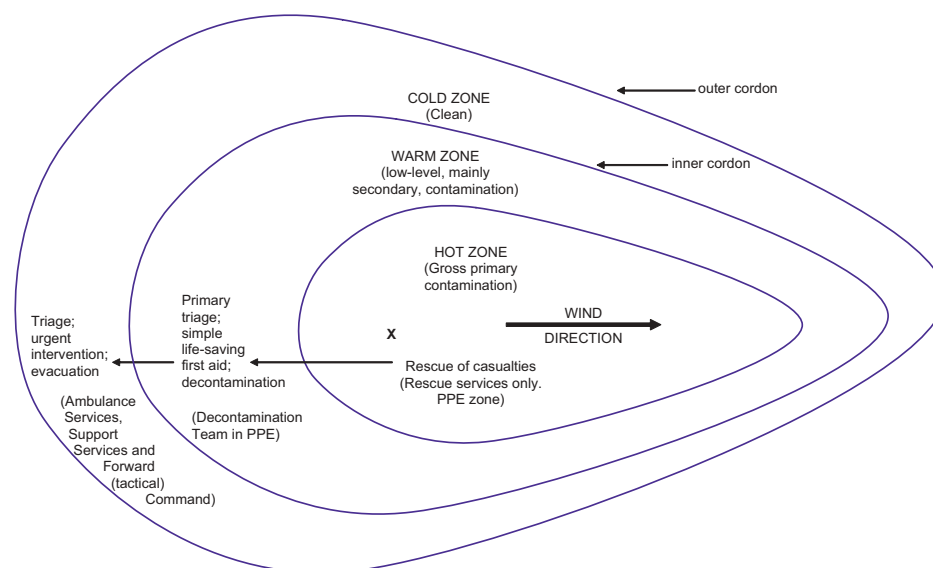 outer cordon
COLD ZONE
(Clean)
inner cordon
WARM ZONE
(low-level, mainly
secondary, contamination)
HOT ZONE
(Gross primary
contamination)
WIND
DIRECTION
X
Rescue of casualties
(Rescue services only.
PPE zone)
Primary
triage;
simple
life-saving
first aid;
decontamination
(Decontamination
Team in PPE)
Triage;
urgent
intervention;
evacuation
(Ambulance
Services,
Support
Services and
Forward
(tactical)
Command)